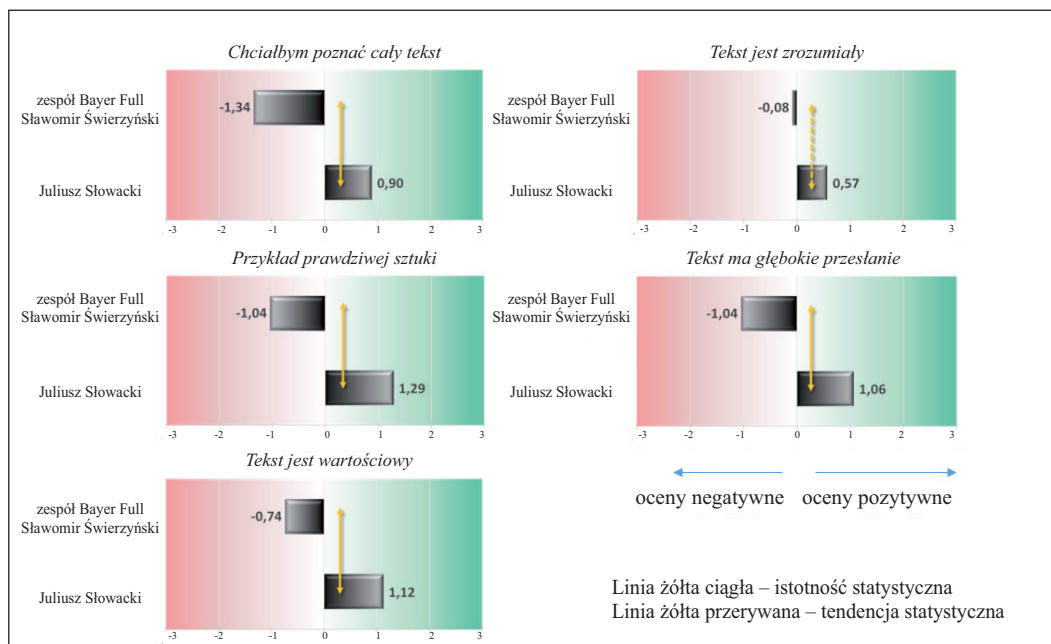 Chciałbym poznać cały tekst
zespół Bayer Full
Sławomir Świerzyński
-1,34
Juliusz Słowacki
0,90
-3 -2 -1 0 1 2 3
Tekst jest zrozumiały
zespół Bayer Full
Sławomir Świerzyński
-0,08
Juliusz Słowacki
0,57
-3 -2 -1 0 1 2 3
Przykład prawdziwej sztuki
zespół Bayer Full
Sławomir Świerzyński
-1,04
Juliusz Słowacki
1,29
-3 -2 -1 0 1 2 3
Tekst ma głębokie przesłanie
zespół Bayer Full
Sławomir Świerzyński
-1,04
Juliusz Słowacki
1,06
-3 -2 -1 0 1 2 3
Tekst jest wartościowy
zespół Bayer Full
Sławomir Świerzyński
-0,74
Juliusz Słowacki
1,12
-3 -2 -1 0 1 2 3
oceny negatywne oceny pozytywne
Linia żółta ciągła – istotność statystyczna
Linia żółta przerywana – tendencja statystyczna